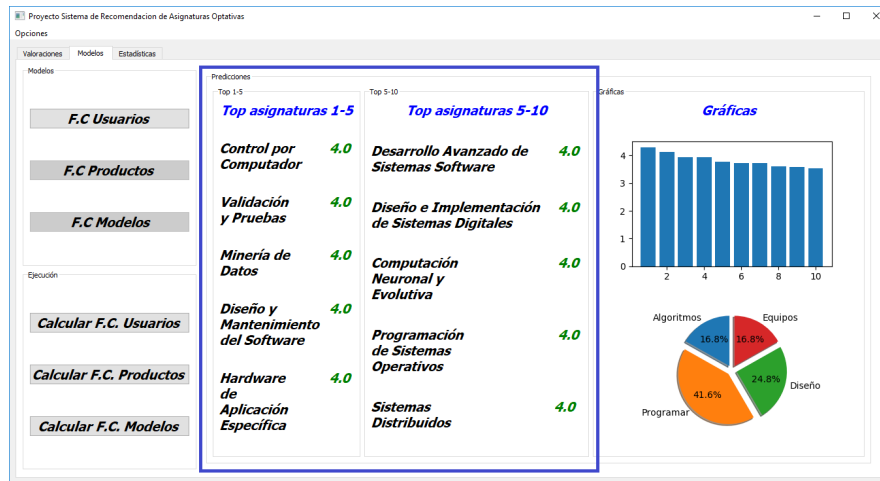 Proyecto Sistema de Recomendacion de Asignaturas Optativas
Opciones
Valoraciones Modelos Estadísticas
Modelos
F.C Usuarios
F.C Productos
F.C Modelos
Ejecución
Calcular F.C. Usuarios
Calcular F.C. Productos
Calcular F.C. Modelos
Predicciones
Top 1-5
Top asignaturas 1-5
Control por 4.0
Computador
Validación 4.0
y Pruebas
Minería de 4.0
Datos
Diseño y 4.0
Mantenimiento
del Software
Hardware 4.0
de
Aplicación
Específica
Top 5-10
Top asignaturas 5-10
Desarrollo Avanzado de 4.0
Sistemas Software
Diseño e Implementación 4.0
de Sistemas Digitales
Computación 4.0
Neuronal y
Evolutiva
Programación 4.0
de Sistemas
Operativos
Sistemas 4.0
Distribuidos
Gráficas
Gráficas
4
3
2
1
0
2 4 6 8 10
Algoritmos Equipos
16.8% 16.8%
24.8% Diseño
41.6%
Programar